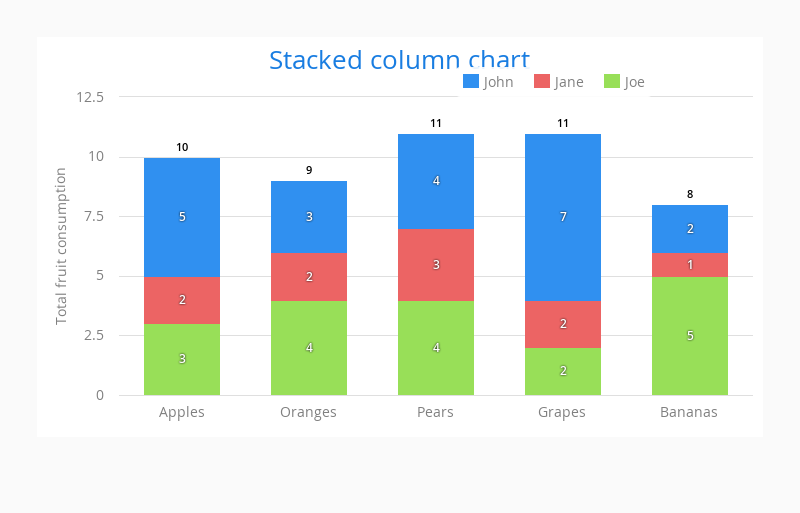 Stacked column chart
John Jane Joe
Total fruit consumption
12.5
10
7.5
5
2.5
0
10 9 11 11 8
5 3 4 7 2
2 2 3 2 1
3 4 4 2 5
Apples Oranges Pears Grapes Bananas